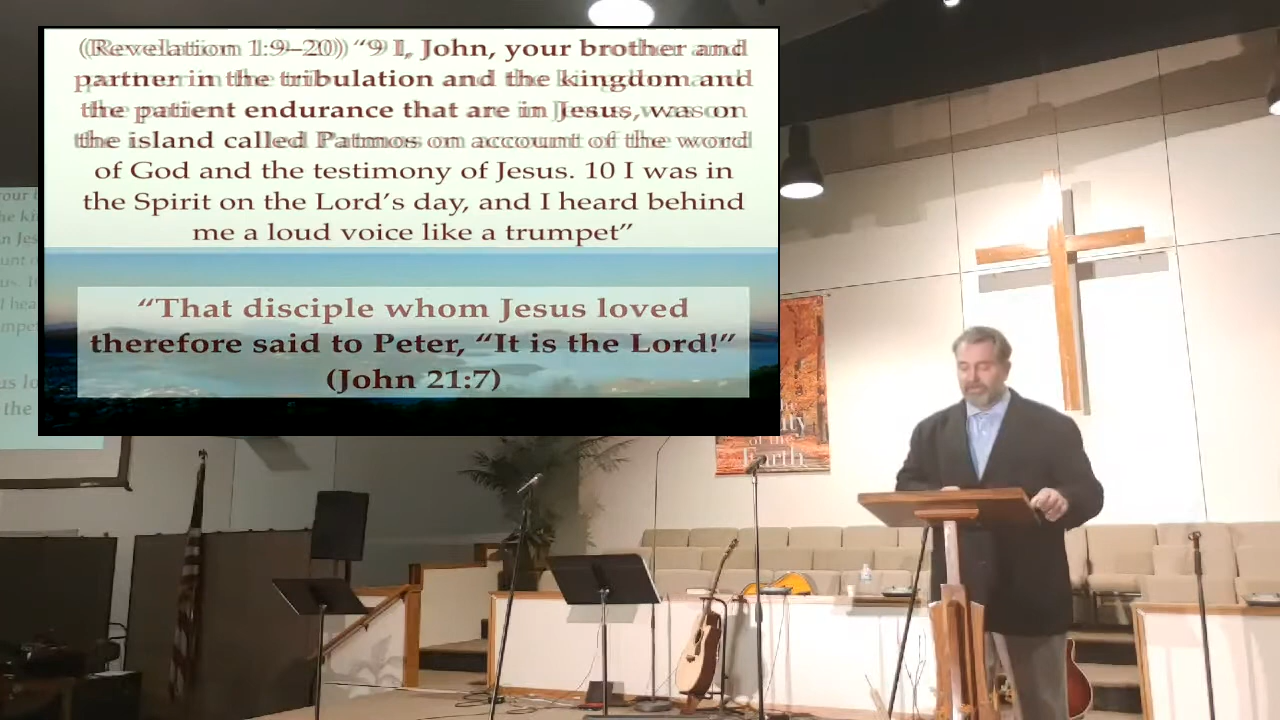 (Revelation 1:9–20) “9 I, John, your brother and
partner in the tribulation and the kingdom and
the patient endurance that are in Jesus, was on
the island called Patmos on account of the word
of God and the testimony of Jesus. 10 I was in
the Spirit on the Lord’s day, and I heard behind
me a loud voice like a trumpet”
“That disciple whom Jesus loved
therefore said to Peter, “It is the Lord!”
(John 21:7)
of the
Earth